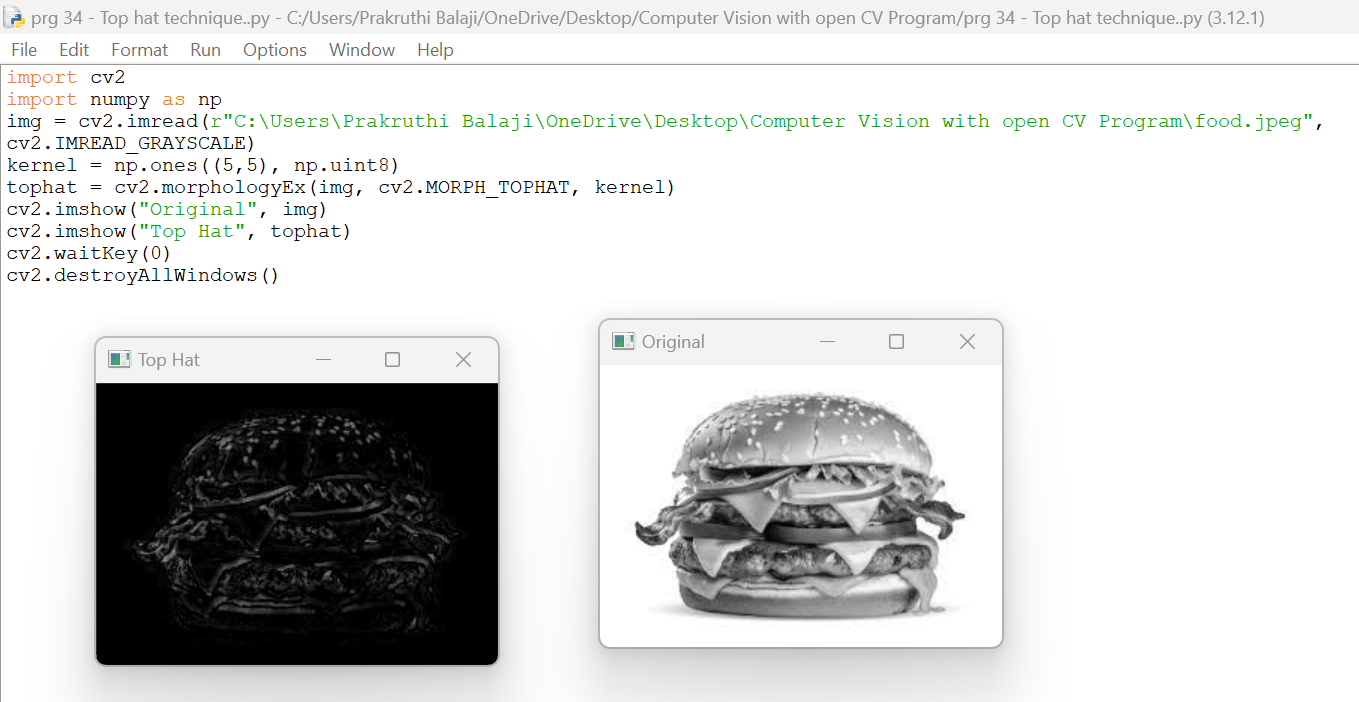 prg 34 - Top hat technique..py - C:/Users/Prakruthi Balaji/OneDrive/Desktop/Computer Vision with open CV Program/prg 34 - Top hat technique..py (3.12.1)
File Edit Format Run Options Window Help
import cv2
import numpy as np
img = cv2.imread(r"C:\Users\Prakruthi Balaji\OneDrive\Desktop\Computer Vision with open CV Program\food.jpeg",
cv2.IMREAD_GRAYSCALE)
kernel = np.ones((5,5), np.uint8)
tophat = cv2.morphologyEx(img, cv2.MORPH_TOPHAT, kernel)
cv2.imshow("Original", img)
cv2.imshow("Top Hat", tophat)
cv2.waitKey(0)
cv2.destroyAllWindows()
Top Hat
Original